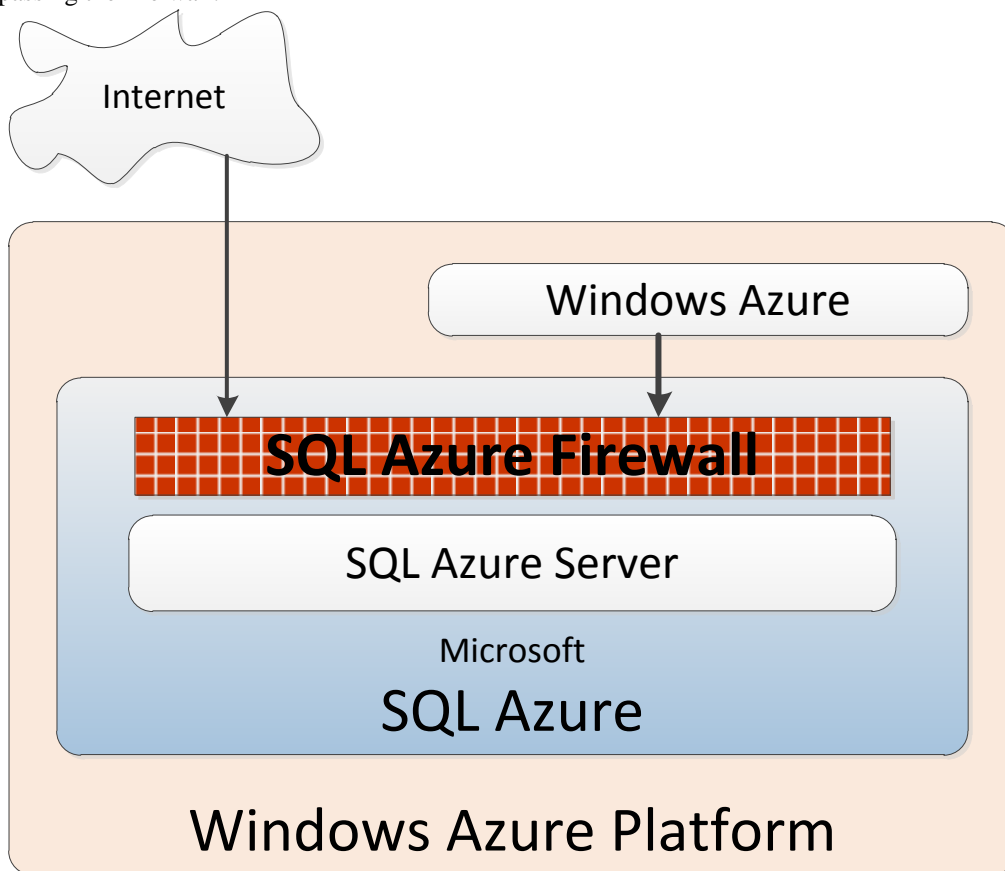 Internet
Windows Azure
SQL Azure Firewall
SQL Azure Server
Microsoft
SQL Azure
Windows Azure Platform